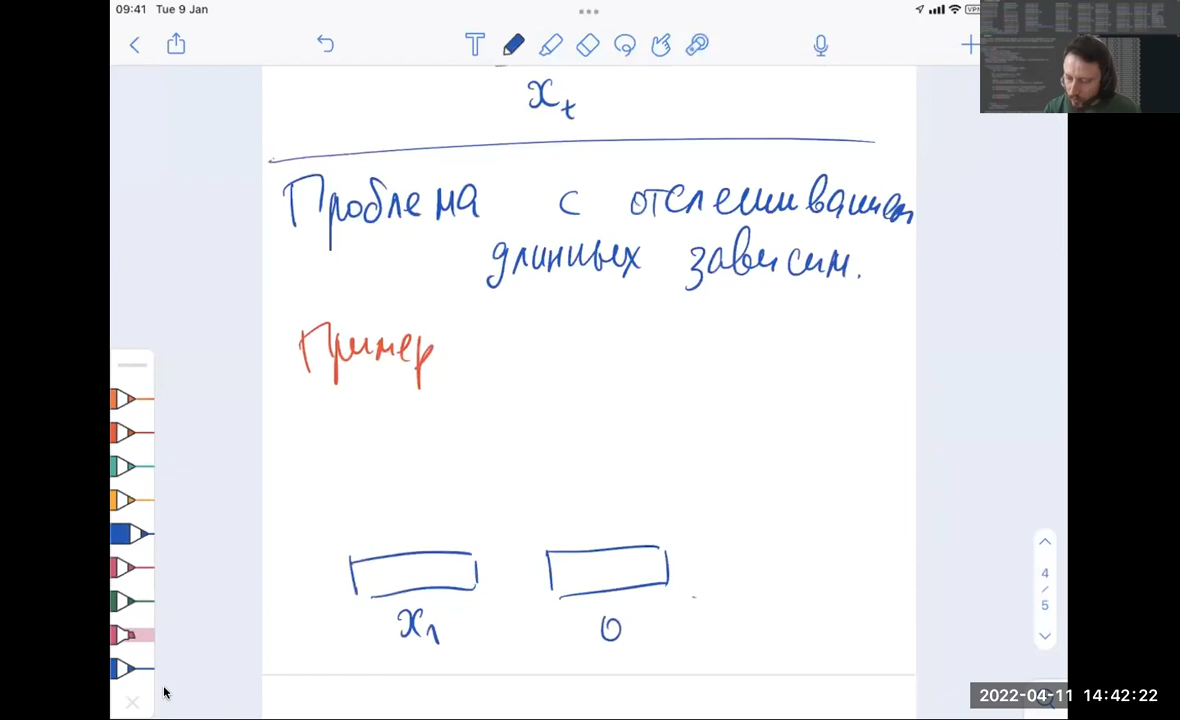 09:41 Tue 9 Jan
VPN
T
x_t
Проблема с отслеживанием
длинных зависим.
Пример
4
/
5
x_1
0
2022-04-11 14:42:22